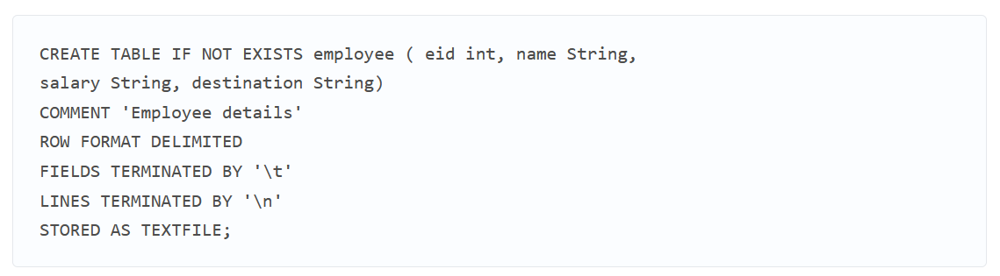 CREATE TABLE IF NOT EXISTS employee ( eid int, name String,
salary String, destination String)
COMMENT 'Employee details'
ROW FORMAT DELIMITED
FIELDS TERMINATED BY '\t'
LINES TERMINATED BY '\n'
STORED AS TEXTFILE;